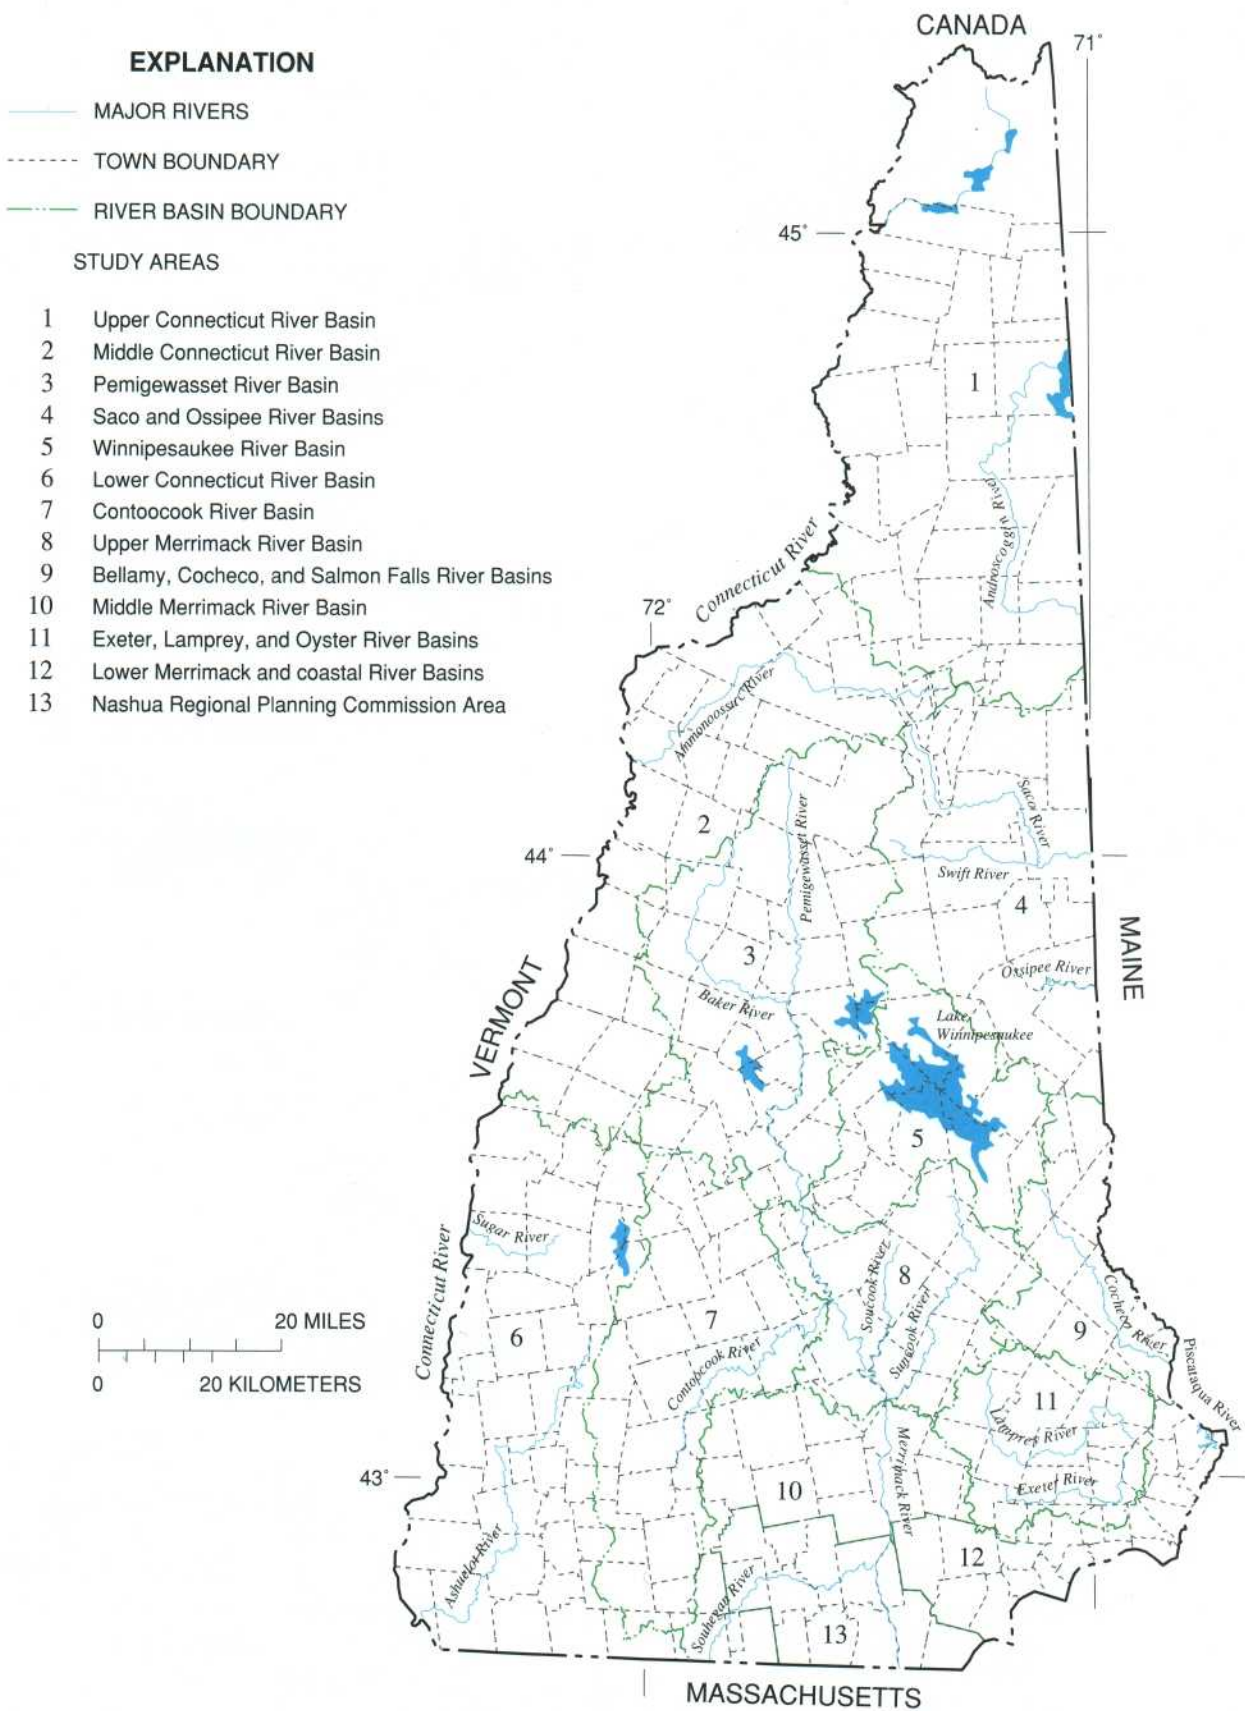 CANADA
71°
EXPLANATION
MAJOR RIVERS
TOWN BOUNDARY
RIVER BASIN BOUNDARY
STUDY AREAS
1 Upper Connecticut River Basin
2 Middle Connecticut River Basin
3 Pemigewasset River Basin
4 Saco and Ossipee River Basins
5 Winnipesaukee River Basin
6 Lower Connecticut River Basin
7 Contoocook River Basin
8 Upper Merrimack River Basin
9 Bellamy, Cocheco, and Salmon Falls River Basins
10 Middle Merrimack River Basin
11 Exeter, Lamprey, and Oyster River Basins
12 Lower Merrimack and coastal River Basins
13 Nashua Regional Planning Commission Area
45°
1
Androscoggin River
Connecticut River
72°
Ammonoosuc River
Saco River
2
Pemigewasset River
44°
Swift River
4
MAINE
3
Ossipee River
VERMONT
Baker River
Lake
Winnipesaukee
5
Sugar River
Connecticut River
Soucook River
8
Suncook River
Cocheco River
0 20 MILES
0 20 KILOMETERS
6
7
9
Contoocook River
Piscataqua River
11
Lamprey River
Merrimack River
43°
10
Exeter River
Ashuelot River
12
Souhegan River
13
MASSACHUSETTS